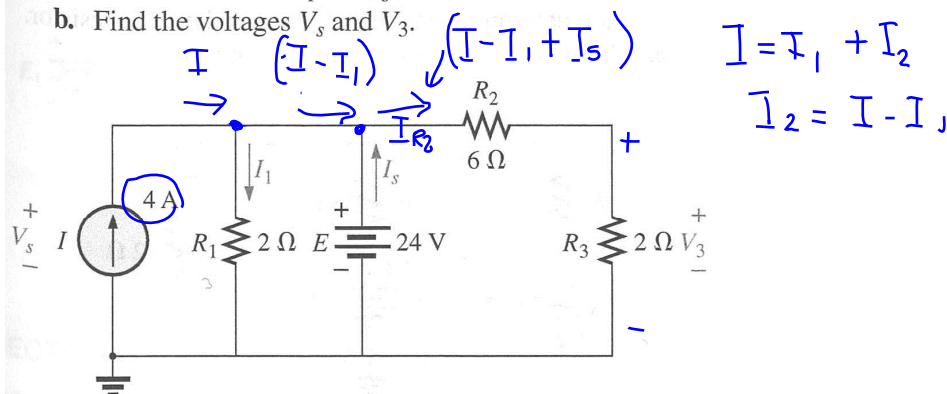 b. Find the voltages Vs and V3.
I (I-I1) (I-I1+Is)
I = I1 + I2
I2 = I - I1
IR2
R2
6 Ω
+
I1
Is
4 A
+
Vs I
-
R1 2 Ω
3
+
E 24 V
-
R3 2 Ω
+
V3
-
-